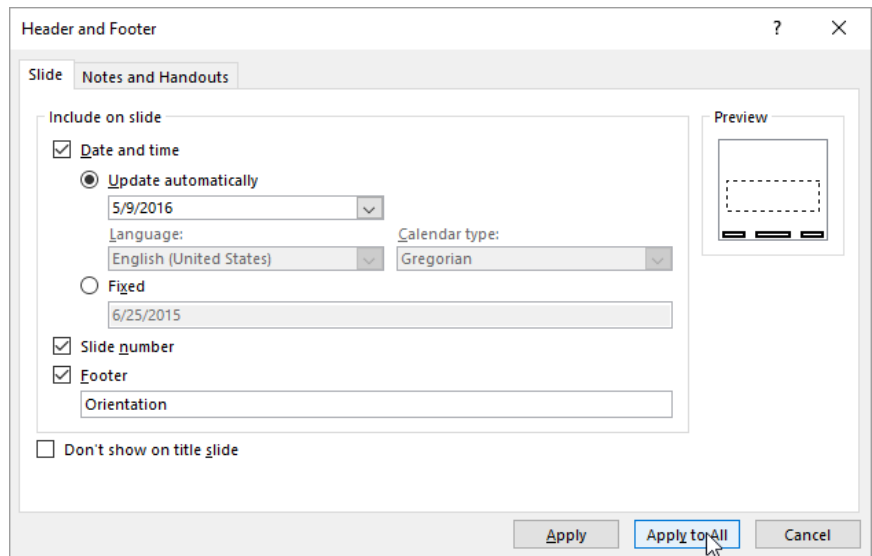 Header and Footer ?
Slide Notes and Handouts
Include on slide Preview
Date and time
Update automatically
5/9/2016
Language: Calendar type:
English (United States) Gregorian
Fixed
6/25/2015
Slide number
Footer
Orientation
Don't show on title slide
Apply Apply to All Cancel